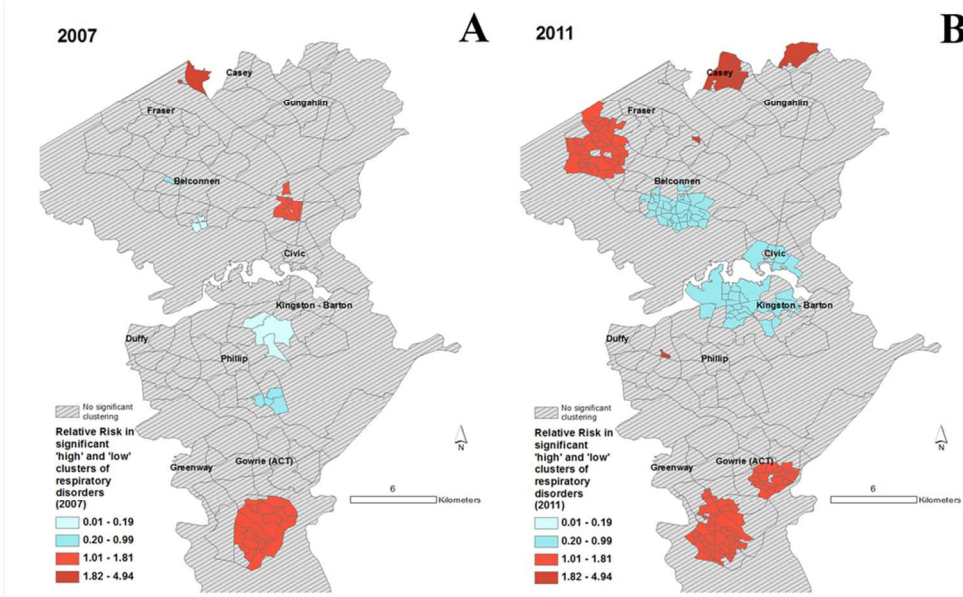 2007
A
Casey
Gungahlin
Fraser
Belconnen
Civic
Kingston - Barton
Duffy
Phillip
Greenway
Gowrie (ACT)
No significant
clustering
Relative Risk in
significant
'high' and 'low'
clusters of
respiratory
disorders
(2007)
0.01 - 0.19
0.20 - 0.99
1.01 - 1.81
1.82 - 4.94
N
6
Kilometers
2011
B
Casey
Gungahlin
Fraser
Belconnen
Civic
Kingston - Barton
Duffy
Phillip
Greenway
Gowrie (ACT)
No significant
clustering
Relative Risk in
significant
'high' and 'low'
clusters of
respiratory
disorders
(2011)
0.01 - 0.19
0.20 - 0.99
1.01 - 1.81
1.82 - 4.94
N
6
Kilometers